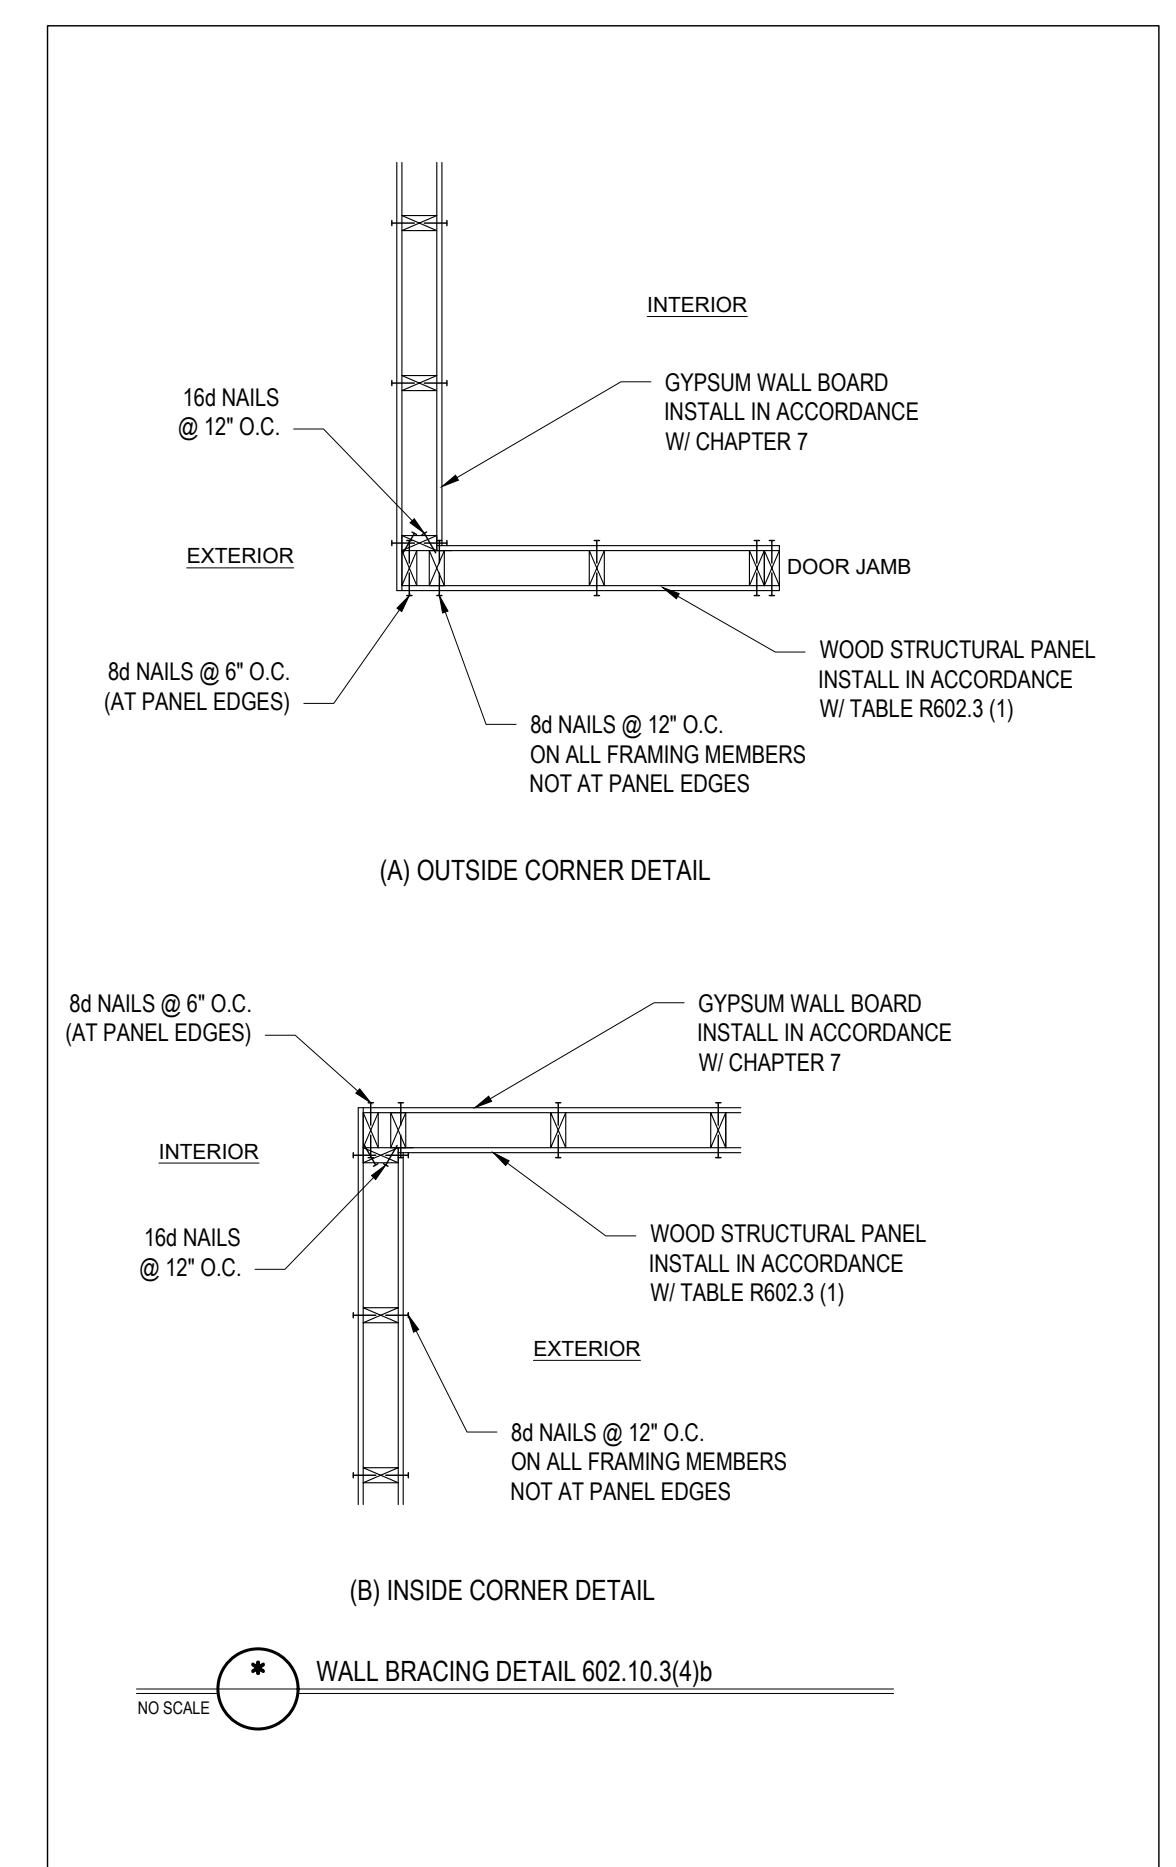 INTERIOR
GYPSUM WALL BOARD
INSTALL IN ACCORDANCE
W/ CHAPTER 7
16d NAILS
@ 12" O.C.
EXTERIOR
DOOR JAMB
WOOD STRUCTURAL PANEL
INSTALL IN ACCORDANCE
W/ TABLE R602.3 (1)
8d NAILS @ 6" O.C.
(AT PANEL EDGES)
8d NAILS @ 12" O.C.
ON ALL FRAMING MEMBERS
NOT AT PANEL EDGES
(A) OUTSIDE CORNER DETAIL
8d NAILS @ 6" O.C.
(AT PANEL EDGES)
GYPSUM WALL BOARD
INSTALL IN ACCORDANCE
W/ CHAPTER 7
INTERIOR
16d NAILS
@ 12" O.C.
WOOD STRUCTURAL PANEL
INSTALL IN ACCORDANCE
W/ TABLE R602.3 (1)
EXTERIOR
8d NAILS @ 12" O.C.
ON ALL FRAMING MEMBERS
NOT AT PANEL EDGES
(B) INSIDE CORNER DETAIL
* WALL BRACING DETAIL 602.10.3(4)b
NO SCALE